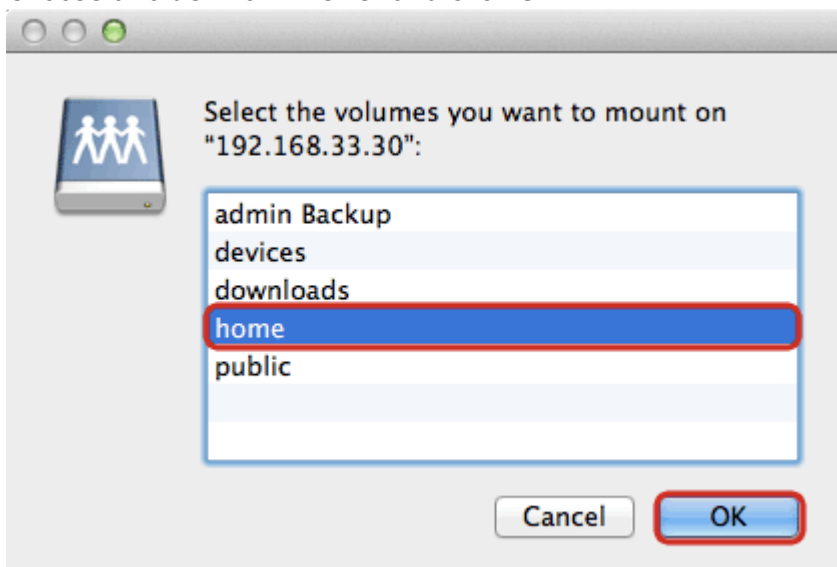 Select the volumes you want to mount on
"192.168.33.30":
admin Backup
devices
downloads
home
public
Cancel
OK